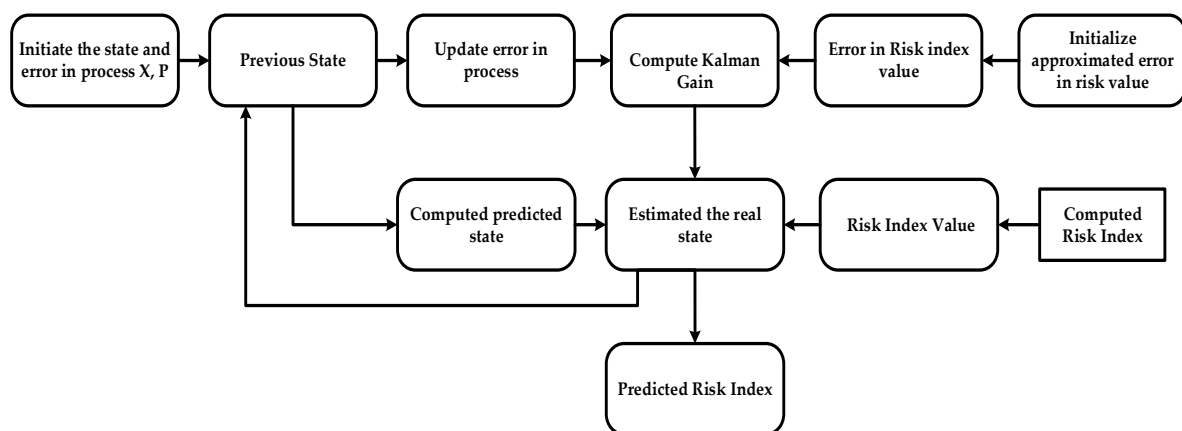 Initiate the state and
error in process X, P
Previous State
Update error in
process
Compute Kalman
Gain
Error in Risk index
value
Initialize
approximated error
in risk value
Computed predicted
state
Estimated the real
state
Risk Index Value
Computed
Risk Index
Predicted Risk Index